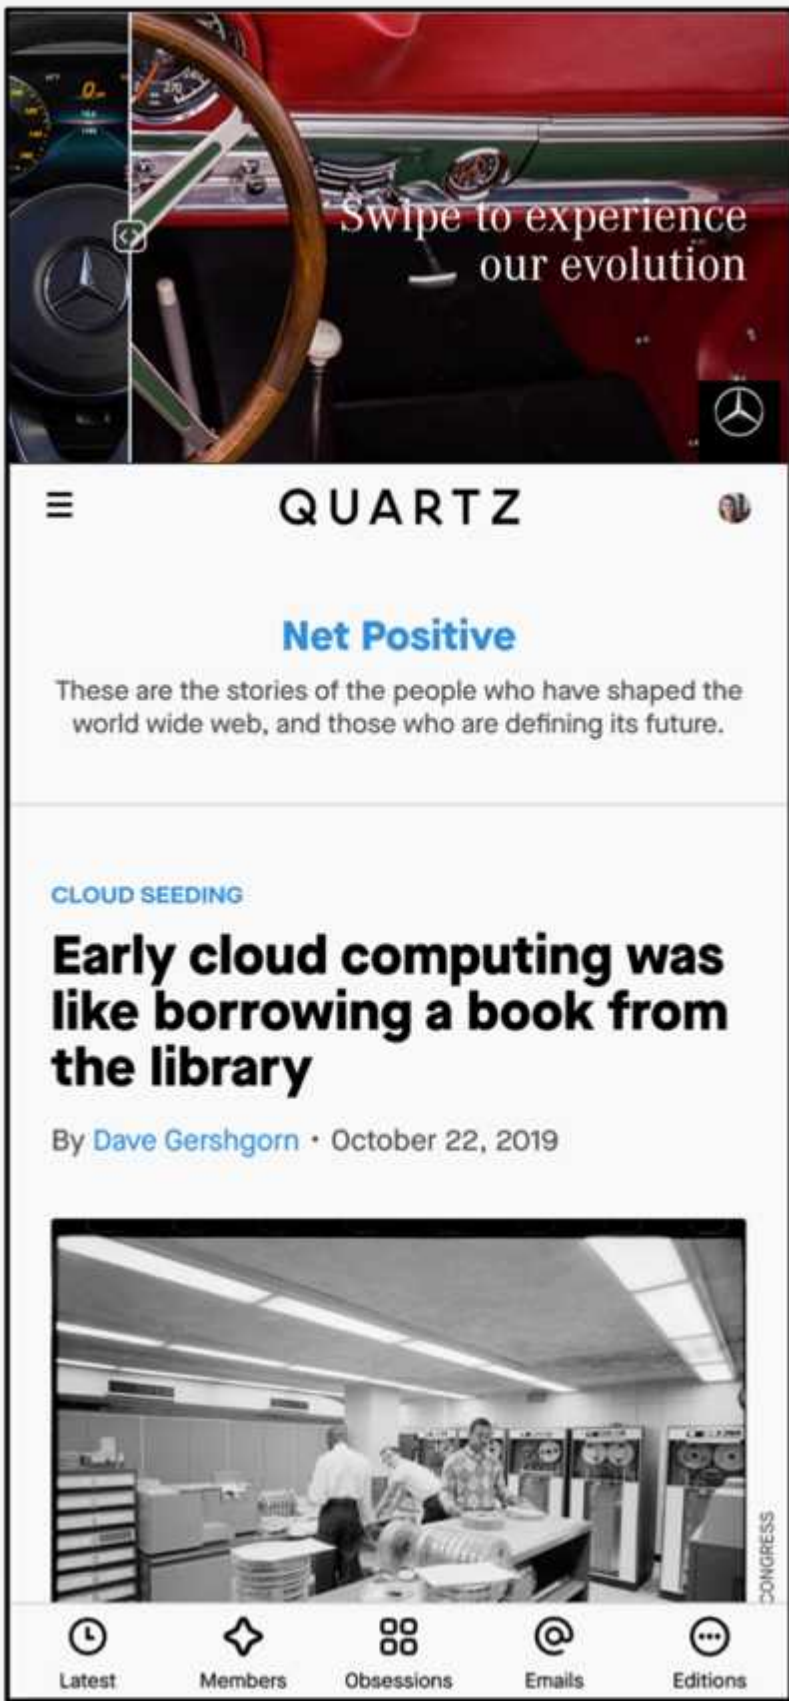 Swipe to experience
our evolution
QUARTZ
Net Positive
These are the stories of the people who have shaped the
world wide web, and those who are defining its future.
CLOUD SEEDING
Early cloud computing was
like borrowing a book from
the library
By Dave Gershgorn • October 22, 2019
CONGRESS
Latest
Members
Obsessions
Emails
Editions